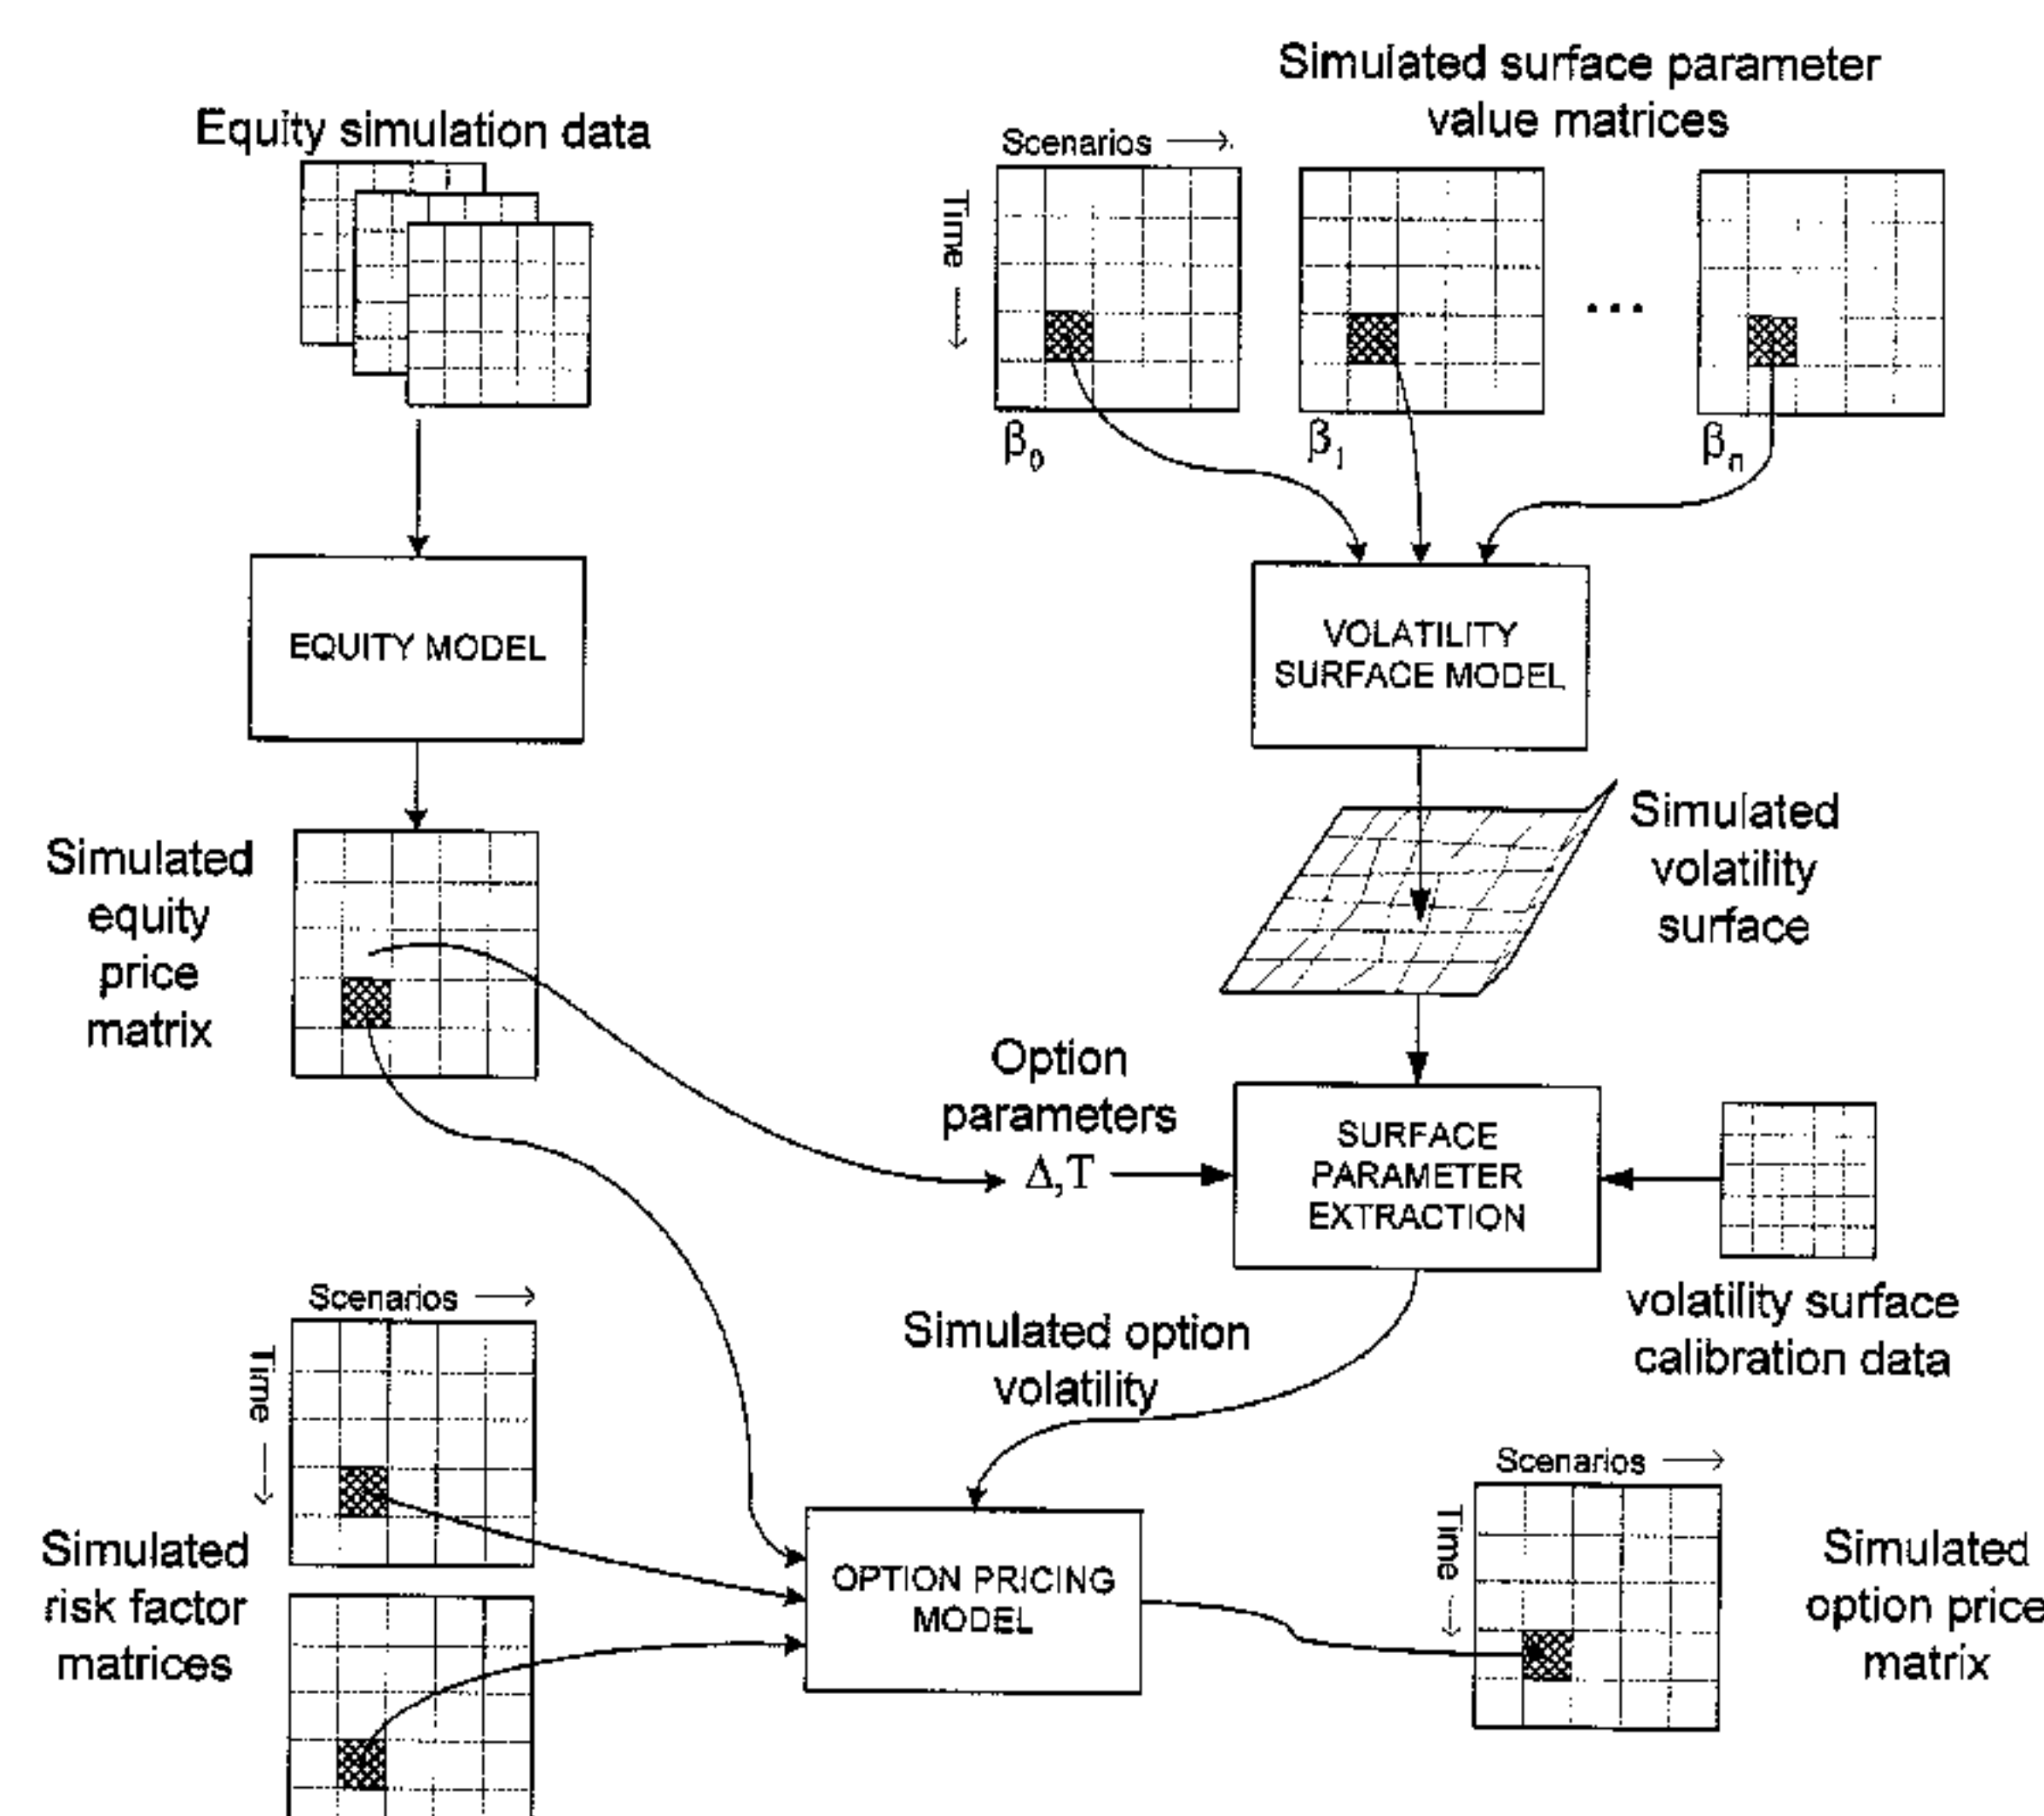 Simulated surface parameter
value matrices
Equity simulation data
Scenarios
Time
β0
β1
βn
EQUITY MODEL
VOLATILITY
SURFACE MODEL
Simulated
equity
price
matrix
Simulated
volatility
surface
Option
parameters
Δ,T
SURFACE
PARAMETER
EXTRACTION
volatility surface
calibration data
Simulated option
volatility
Scenarios
Time
Simulated
risk factor
matrices
OPTION PRICING
MODEL
Scenarios
Time
Simulated
option price
matrix